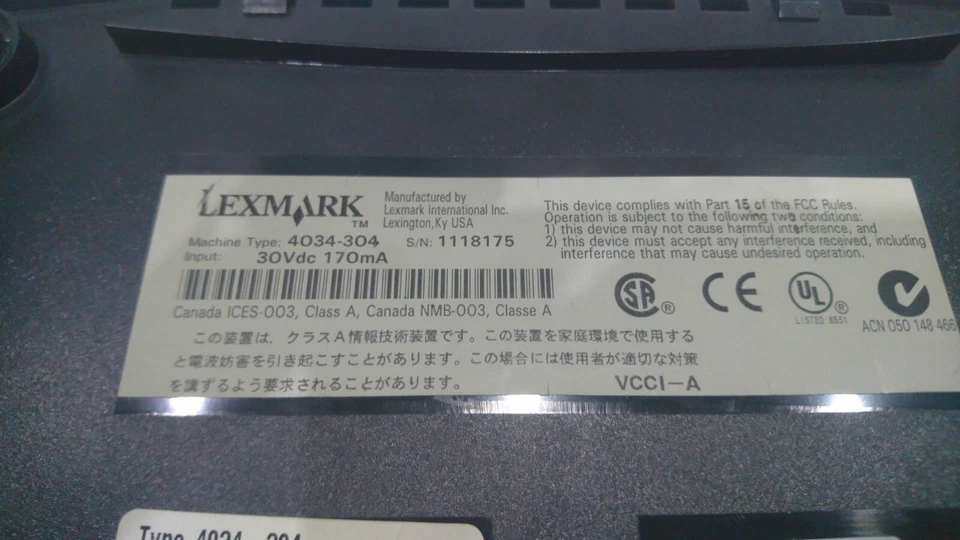 LEXMARK TM
Manufactured by
Lexmark International Inc.
Lexington,Ky USA
Machine Type: 4034-304 S/N: 1118175
Input: 30Vdc 170mA
Canada ICES-003, Class A, Canada NMB-003, Classe A
This device complies with Part 15 of the FCC Rules.
Operation is subject to the following two conditions:
1) this device may not cause harmful interference, and
2) this device must accept any interference received, including
interference that may cause undesired operation.
SA ® CE UL ®
LISTED 8S51
ACN 050 148 466
この装置は、クラスA情報技術装置です。この装置を家庭環境で使用する
と電波妨害を引き起こすことがあります。この場合には使用者が適切な対策
を講ずるよう要求されることがあります。 VCCI-A
Type 4034-304